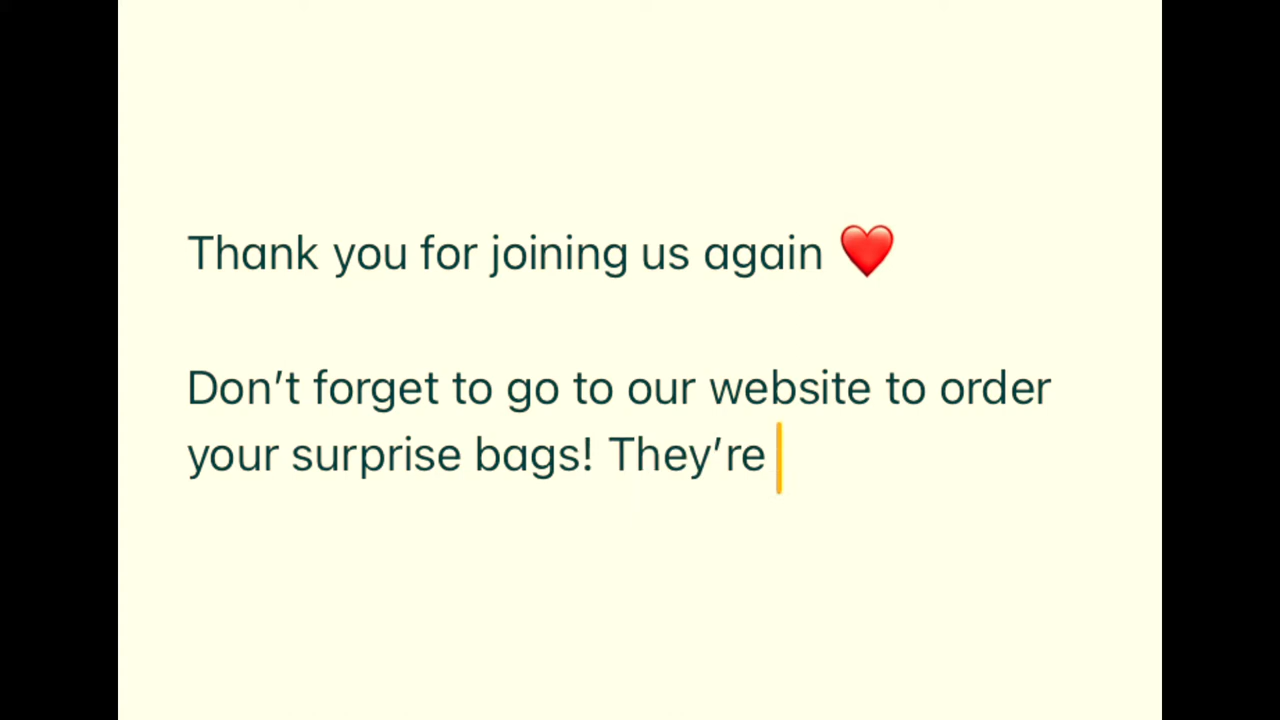 Thank you for joining us again ❤️
Don’t forget to go to our website to order
your surprise bags! They’re